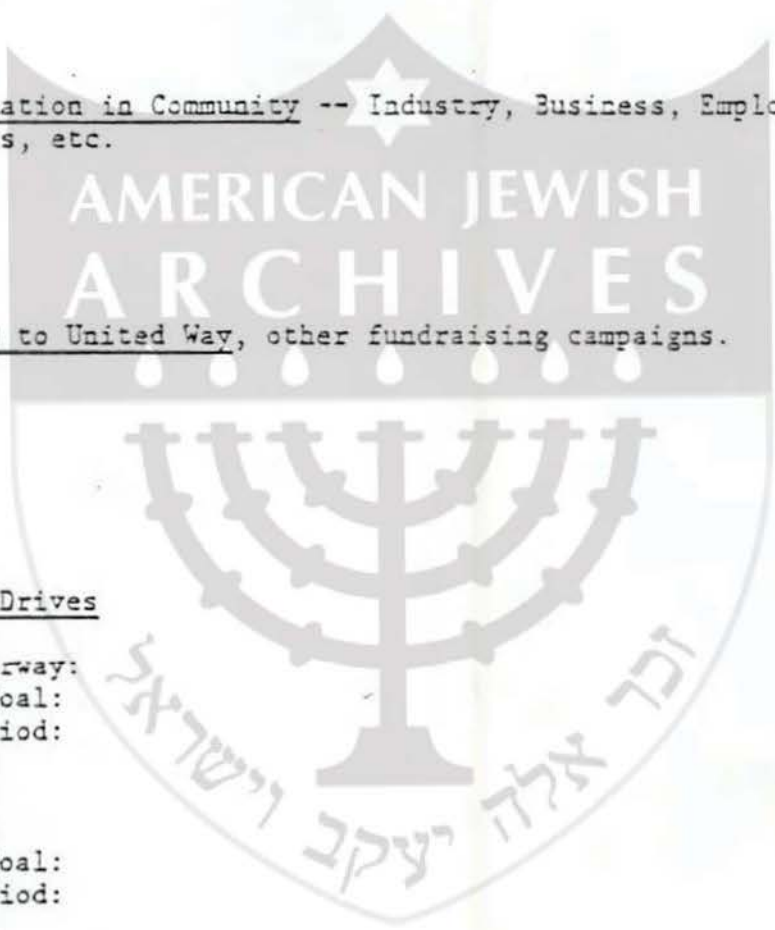 ation in Community -- Industry, Business, Emplo
s, etc.
AMERICAN JEWISH
ARCHIVES
to United Way, other fundraising campaigns.
Drives
rway:
oal:
iod:
זכר אלה יעקב וישראל
oal:
iod: